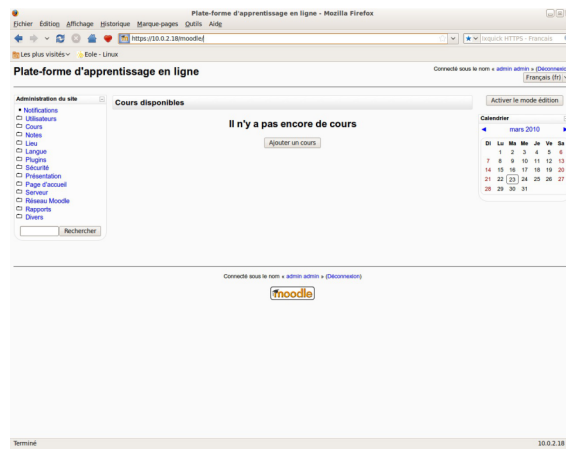 Plate-forme d'apprentissage en ligne - Mozilla Firefox
Fichier Édition Affichage Historique Marque-pages Outils Aide
https://10.0.2.18/moodle/
Ixquick HTTPS - Francais
Les plus visités Eole - Linux
Plate-forme d'apprentissage en ligne
Connecté sous le nom « admin admin » (Déconnexion)
Français (fr)
Administration du site
Notifications
Utilisateurs
Cours
Notes
Lieu
Langue
Plugins
Sécurité
Présentation
Page d'accueil
Serveur
Réseau Moodle
Rapports
Divers
Rechercher
Cours disponibles
Il n'y a pas encore de cours
Ajouter un cours
Activer le mode édition
Calendrier
mars 2010
Di Lu Ma Me Je Ve Sa
1 2 3 4 5 6
7 8 9 10 11 12 13
14 15 16 17 18 19 20
21 22 23 24 25 26 27
28 29 30 31
Connecté sous le nom « admin admin » (Déconnexion)
moodle
Terminé
10.0.2.18